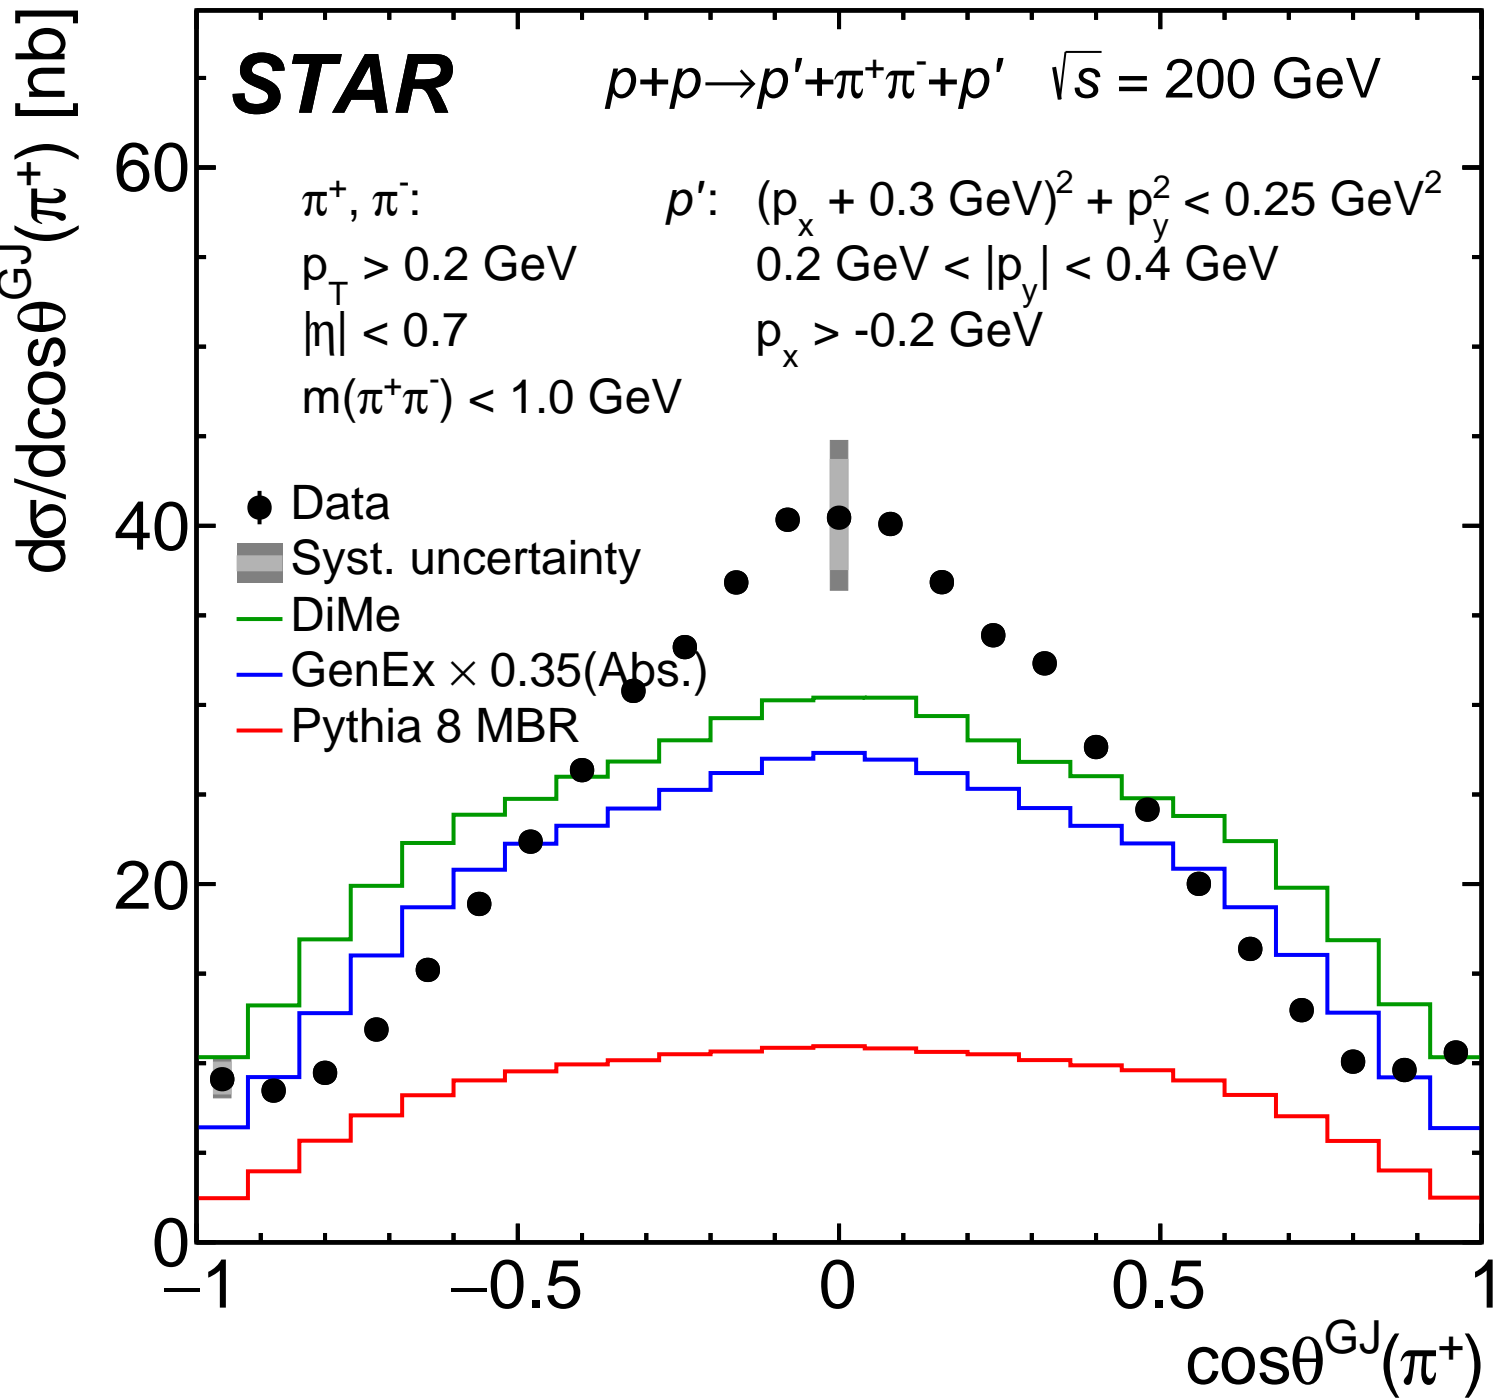 dσ/dcosθ^GJ(π⁺) [nb]
STAR p+p→p′+π⁺π⁻+p′ √s = 200 GeV
60
π⁺, π⁻: p′: (pₓ + 0.3 GeV)² + p_y² < 0.25 GeV²
p_T > 0.2 GeV 0.2 GeV < |p_y| < 0.4 GeV
|η| < 0.7 pₓ > -0.2 GeV
m(π⁺π⁻) < 1.0 GeV
Data
40
Syst. uncertainty
DiMe
GenEx × 0.35(Abs.)
Pythia 8 MBR
20
0
−1 −0.5 0 0.5 1
cosθ^GJ(π⁺)